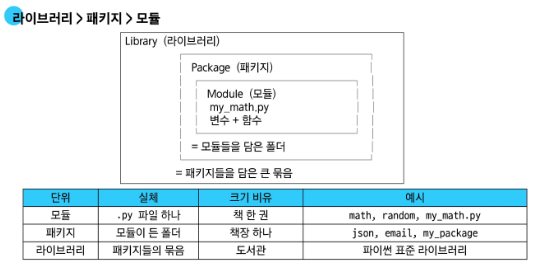 라이브러리 > 패키지 > 모듈
Library (라이브러리)
Package (패키지)
Module (모듈)
my_math.py
변수 + 함수
= 모듈들을 담은 폴더
= 패키지들을 담은 큰 묶음
단위 실체 크기 비유 예시
모듈 .py 파일 하나 책 한 권 math, random, my_math.py
패키지 모듈이 든 폴더 책장 하나 json, email, my_package
라이브러리 패키지들의 묶음 도서관 파이썬 표준 라이브러리